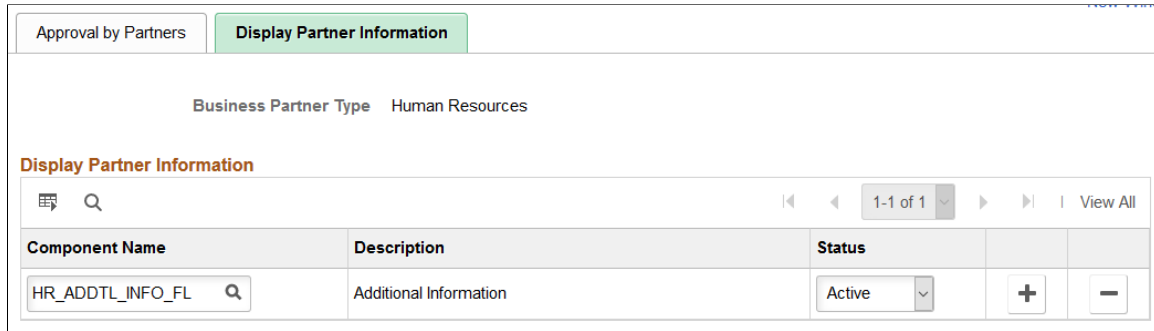 Approval by Partners
Display Partner Information
Business Partner Type Human Resources
Display Partner Information
1-1 of 1
View All
Component Name Description Status
HR_ADDTL_INFO_FL Additional Information Active